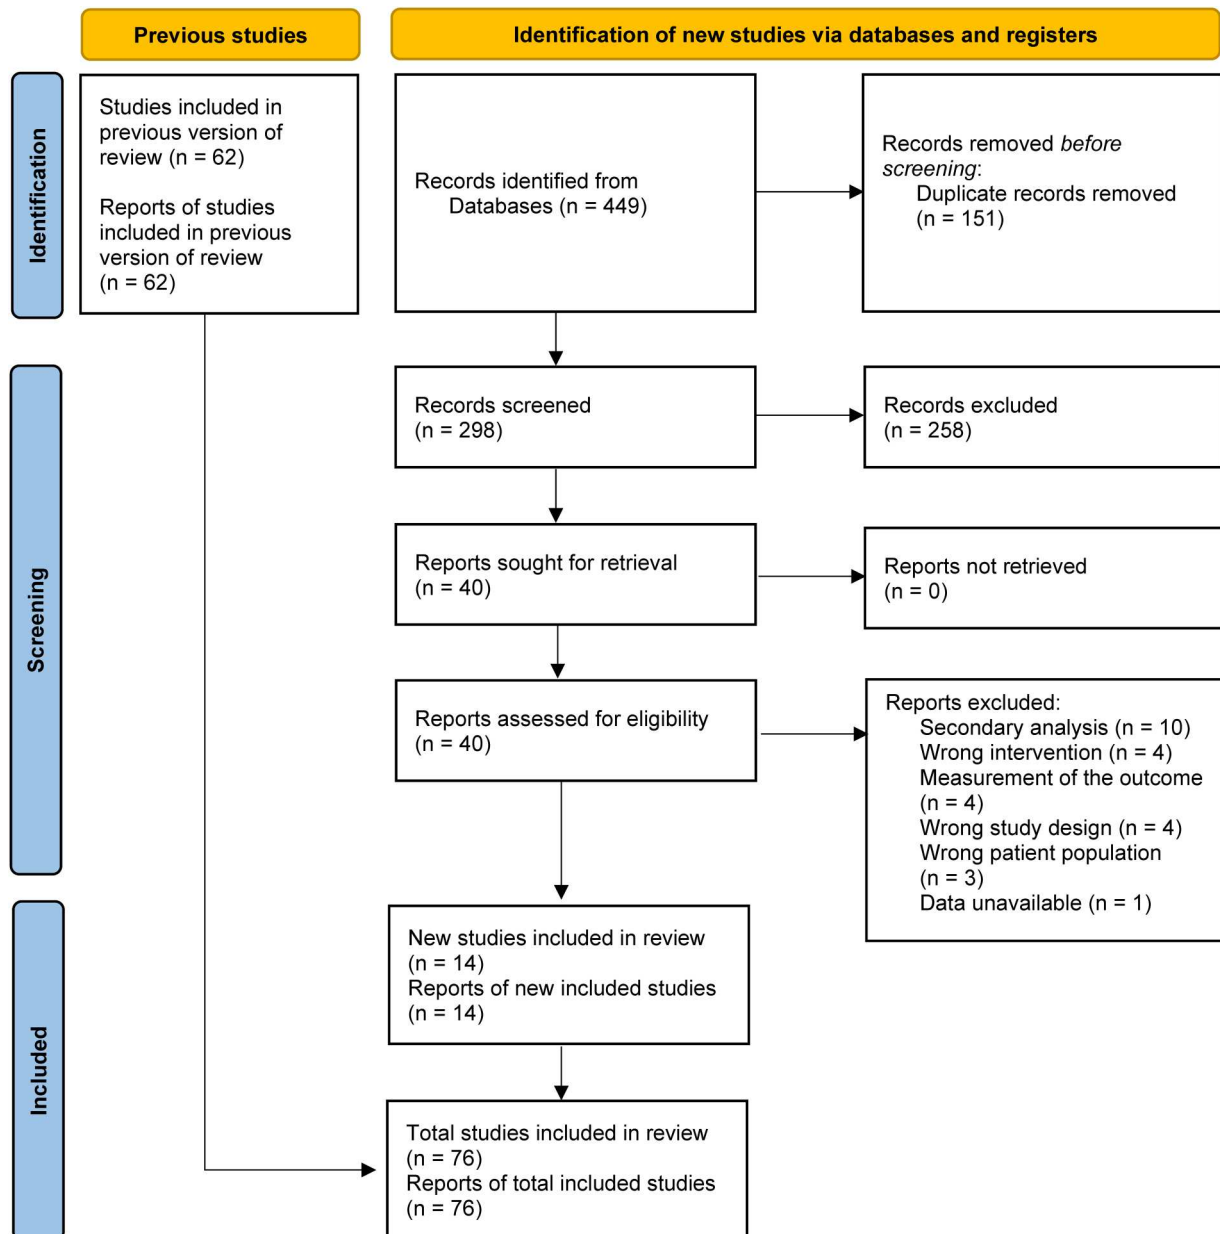 Previous studies
Identification of new studies via databases and registers
Identification
Studies included in
previous version of
review (n = 62)
Reports of studies
included in previous
version of review
(n = 62)
Records identified from
Databases (n = 449)
Records removed before
screening:
Duplicate records removed
(n = 151)
Screening
Records screened
(n = 298)
Records excluded
(n = 258)
Reports sought for retrieval
(n = 40)
Reports not retrieved
(n = 0)
Reports assessed for eligibility
(n = 40)
Reports excluded:
Secondary analysis (n = 10)
Wrong intervention (n = 4)
Measurement of the outcome
(n = 4)
Wrong study design (n = 4)
Wrong patient population
(n = 3)
Data unavailable (n = 1)
Included
New studies included in review
(n = 14)
Reports of new included studies
(n = 14)
Total studies included in review
(n = 76)
Reports of total included studies
(n = 76)